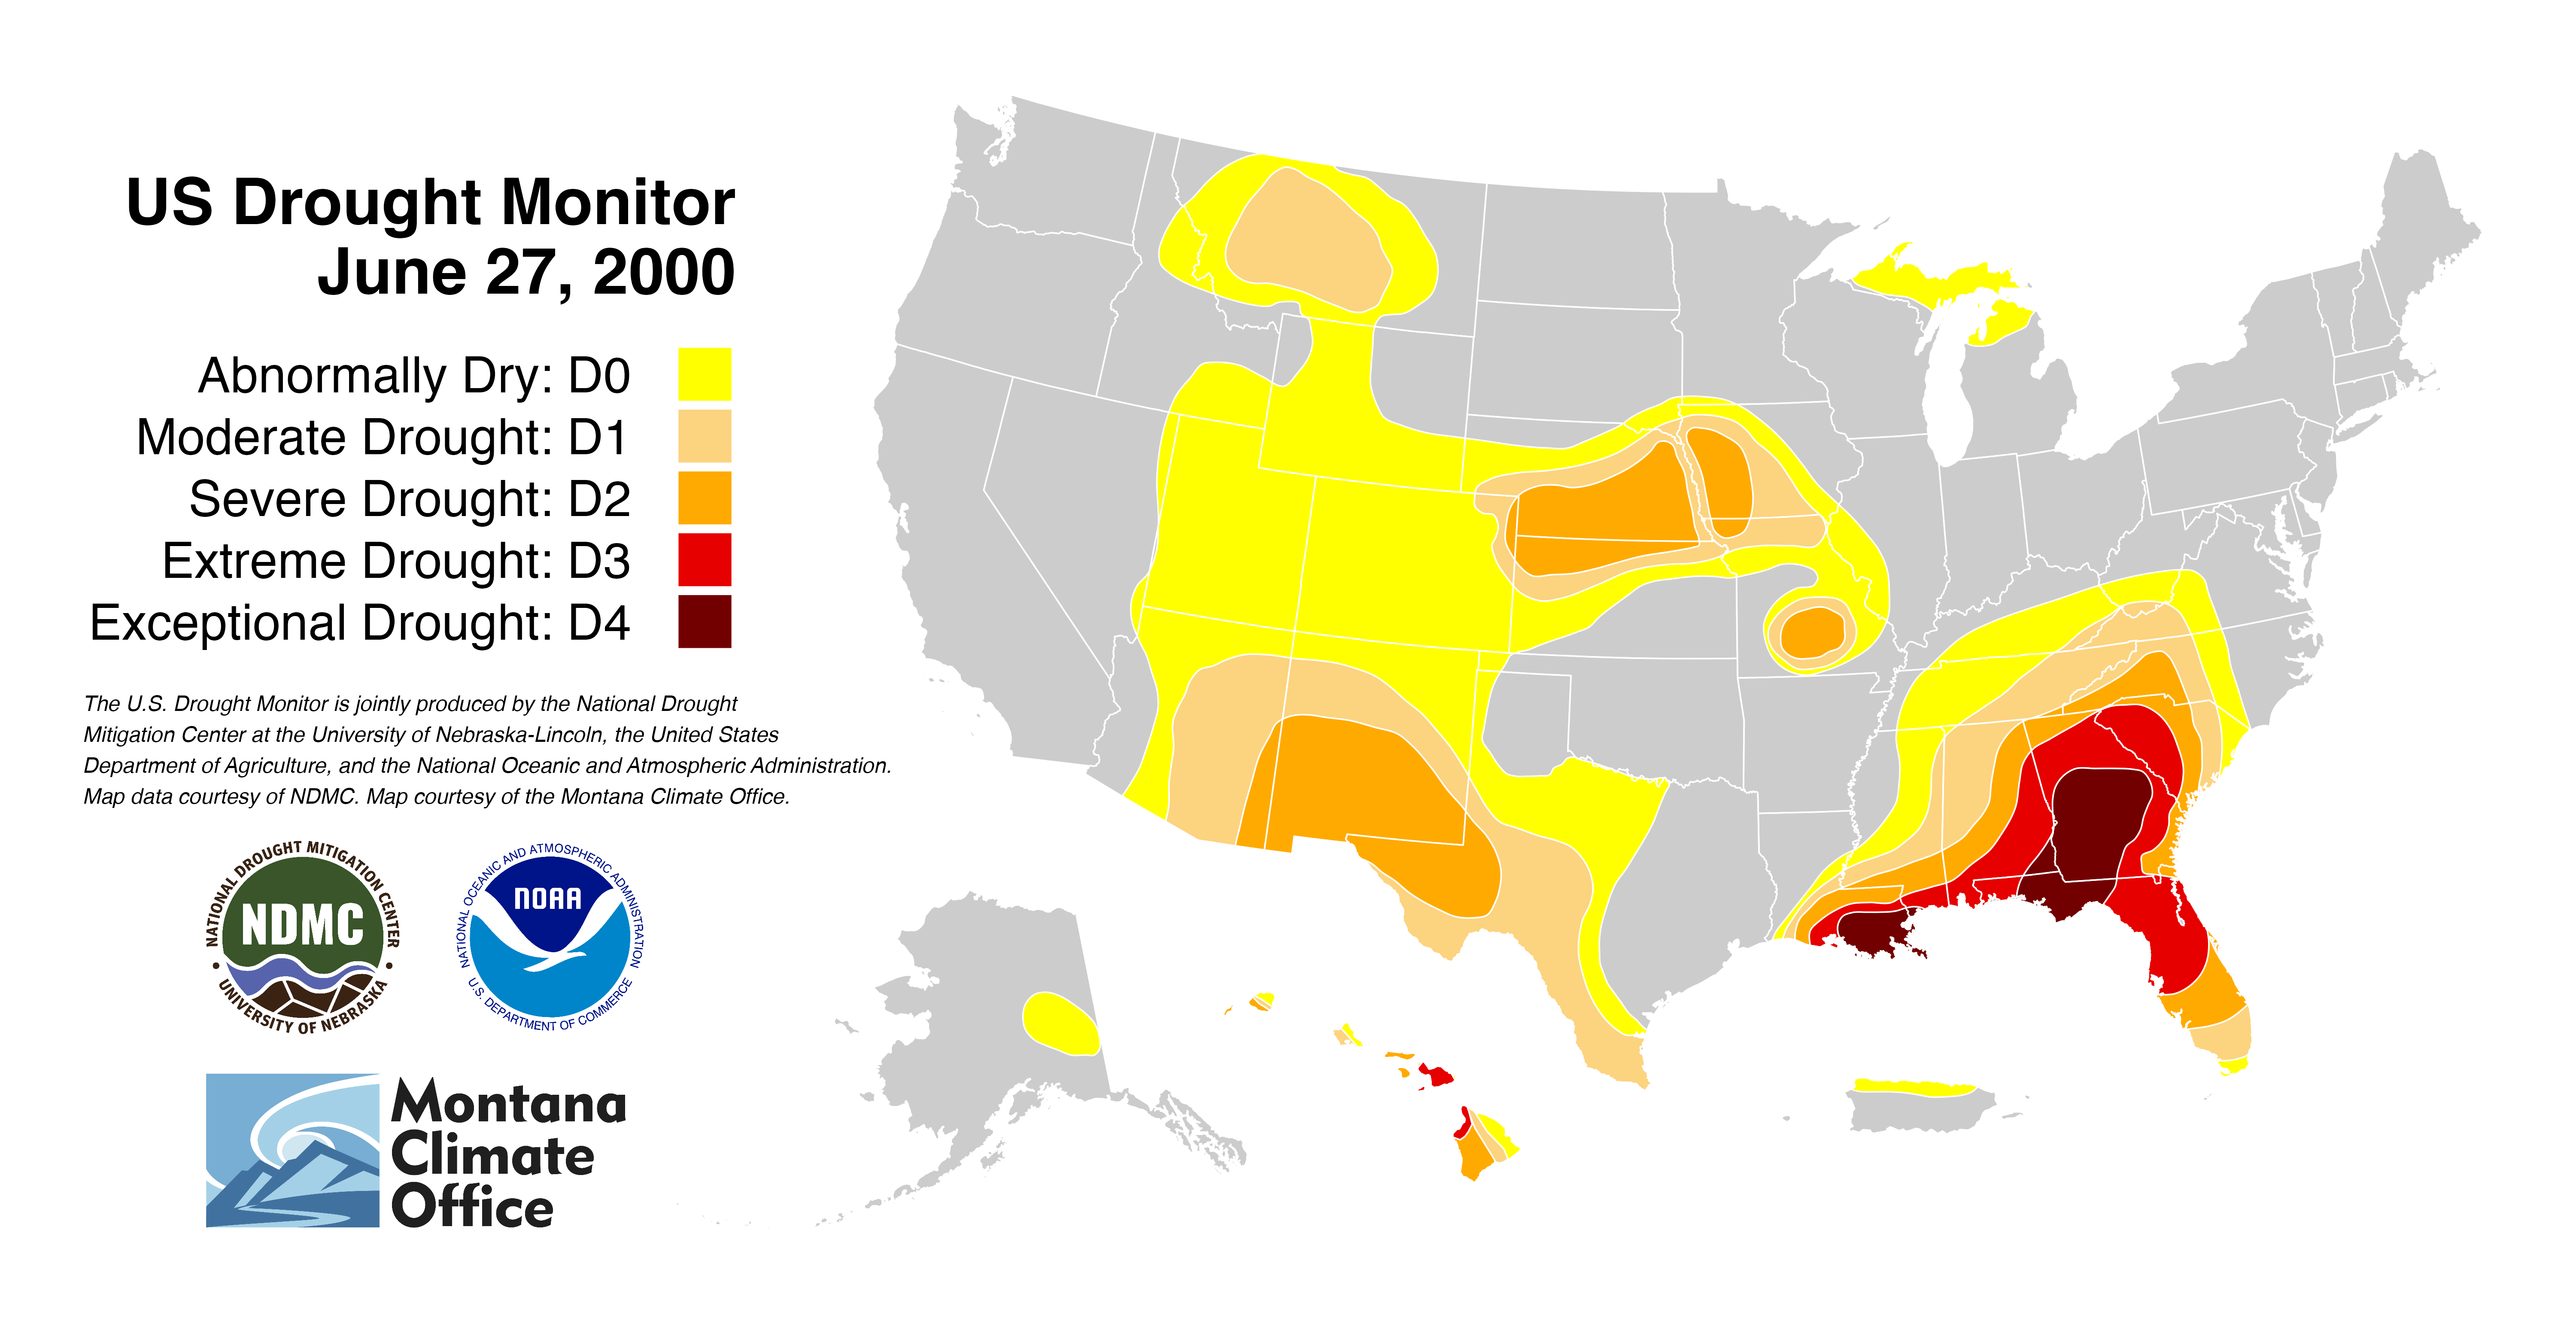 US Drought Monitor
June 27, 2000
Abnormally Dry: D0
Moderate Drought: D1
Severe Drought: D2
Extreme Drought: D3
Exceptional Drought: D4
The U.S. Drought Monitor is jointly produced by the National Drought
Mitigation Center at the University of Nebraska-Lincoln, the United States
Department of Agriculture, and the National Oceanic and Atmospheric Administration.
Map data courtesy of NDMC. Map courtesy of the Montana Climate Office.
NATIONAL DROUGHT MITIGATION CENTER
NDMC
• UNIVERSITY OF NEBRASKA •
NATIONAL OCEANIC AND ATMOSPHERIC ADMINISTRATION
NOAA
U.S. DEPARTMENT OF COMMERCE
Montana
Climate
Office